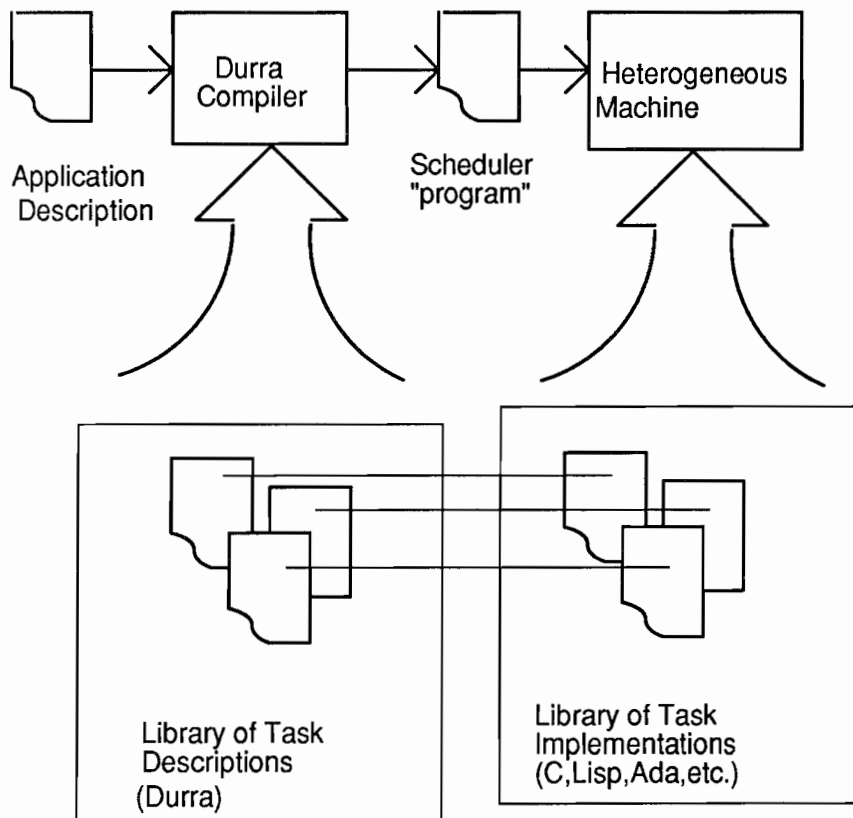 Durra
Compiler
Heterogeneous
Machine
Application
Description
Scheduler
"program"
Library of Task
Descriptions
(Durra)
Library of Task
Implementations
(C,Lisp,Ada,etc.)